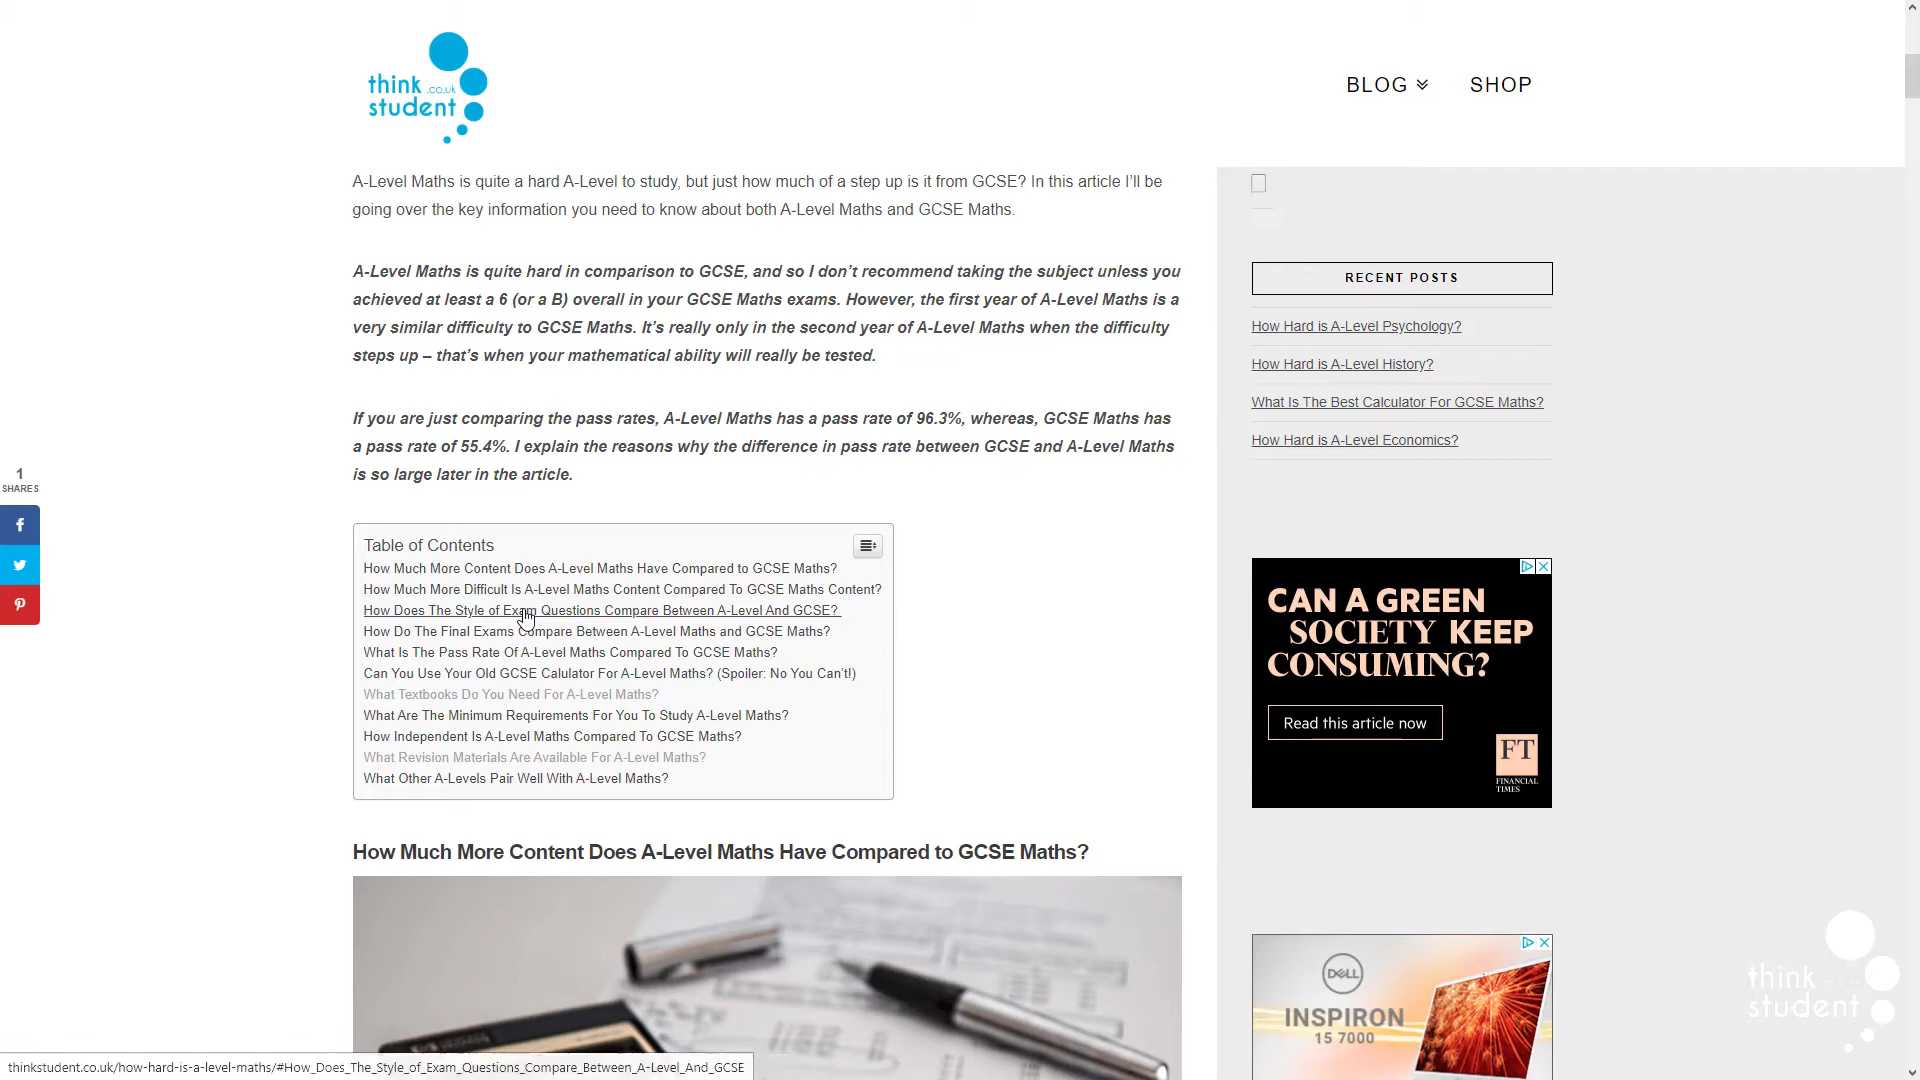 think .co.uk
student
BLOG
SHOP
A-Level Maths is quite a hard A-Level to study, but just how much of a step up is it from GCSE? In this article I'll be
going over the key information you need to know about both A-Level Maths and GCSE Maths.
A-Level Maths is quite hard in comparison to GCSE, and so I don't recommend taking the subject unless you
achieved at least a 6 (or a B) overall in your GCSE Maths exams. However, the first year of A-Level Maths is a
very similar difficulty to GCSE Maths. It's really only in the second year of A-Level Maths when the difficulty
steps up – that's when your mathematical ability will really be tested.
If you are just comparing the pass rates, A-Level Maths has a pass rate of 96.3%, whereas, GCSE Maths has
a pass rate of 55.4%. I explain the reasons why the difference in pass rate between GCSE and A-Level Maths
is so large later in the article.
1
SHARES
Table of Contents
How Much More Content Does A-Level Maths Have Compared to GCSE Maths?
How Much More Difficult Is A-Level Maths Content Compared To GCSE Maths Content?
How Does The Style of Exam Questions Compare Between A-Level And GCSE?
How Do The Final Exams Compare Between A-Level Maths and GCSE Maths?
What Is The Pass Rate Of A-Level Maths Compared To GCSE Maths?
Can You Use Your Old GCSE Calulator For A-Level Maths? (Spoiler: No You Can't!)
What Textbooks Do You Need For A-Level Maths?
What Are The Minimum Requirements For You To Study A-Level Maths?
How Independent Is A-Level Maths Compared To GCSE Maths?
What Revision Materials Are Available For A-Level Maths?
What Other A-Levels Pair Well With A-Level Maths?
How Much More Content Does A-Level Maths Have Compared to GCSE Maths?
RECENT POSTS
How Hard is A-Level Psychology?
How Hard is A-Level History?
What Is The Best Calculator For GCSE Maths?
How Hard is A-Level Economics?
CAN A GREEN
SOCIETY KEEP
CONSUMING?
Read this article now
FT
FINANCIAL
TIMES
DELL
INSPIRON
15 7000
think .co.uk
student
thinkstudent.co.uk/how-hard-is-a-level-maths/#How_Does_The_Style_of_Exam_Questions_Compare_Between_A-Level_And_GCSE